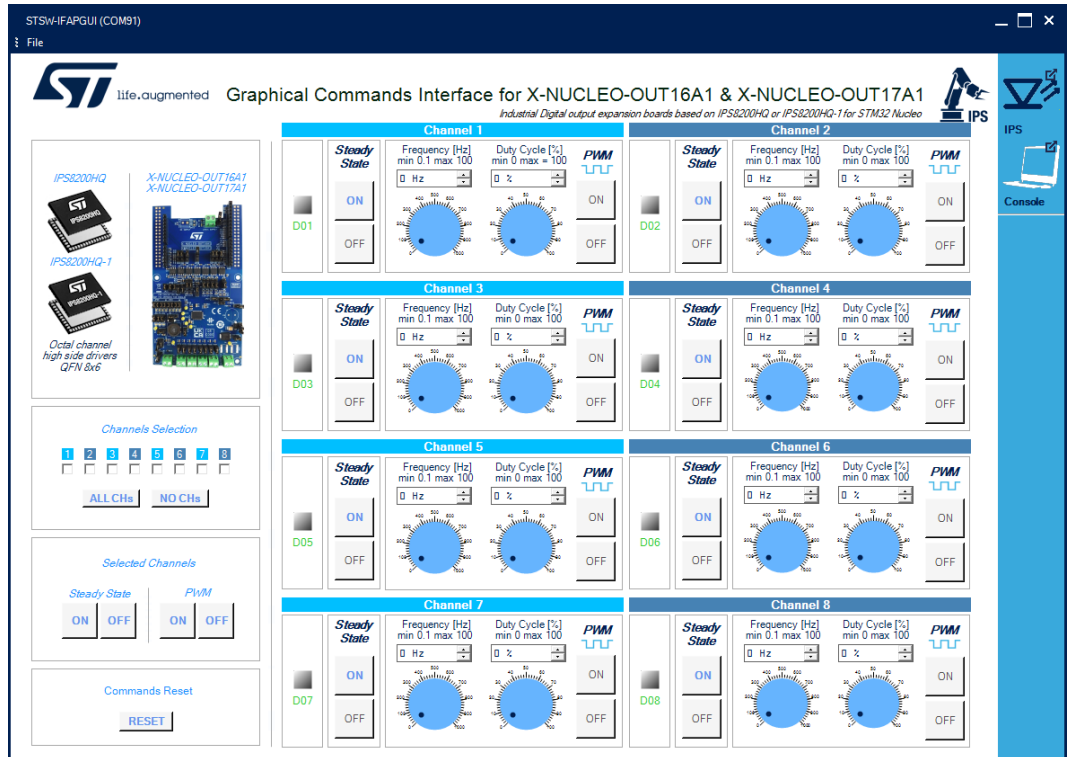 STSW-IFAPGUI (COM91)
File
life.augmented
Graphical Commands Interface for X-NUCLEO-OUT16A1 & X-NUCLEO-OUT17A1
Industrial Digital output expansion boards based on IPS8200HQ or IPS8200HQ-1 for STM32 Nucleo
IPS
IPS
Console
IPS8200HQ
X-NUCLEO-OUT16A1
X-NUCLEO-OUT17A1
IPS8200HQ
IPS8200HQ-1
IPS8200HQ-1
Octal channel
high side drivers
QFN 8x6
Channels Selection
1 2 3 4 5 6 7 8
ALL CHs NO CHs
Selected Channels
Steady State PWM
ON OFF ON OFF
Commands Reset
RESET
Channel 1
Steady State
ON
OFF
D01
Frequency [Hz]
min 0.1 max 100
0 Hz
Duty Cycle [%]
min 0 max = 100
0 %
PWM
ON
OFF
Channel 2
Steady State
ON
OFF
D02
Frequency [Hz]
min 0.1 max 100
0 Hz
Duty Cycle [%]
min 0 max 100
0 %
PWM
ON
OFF
Channel 3
Steady State
ON
OFF
D03
Frequency [Hz]
min 0.1 max 100
0 Hz
Duty Cycle [%]
min 0 max 100
0 %
PWM
ON
OFF
Channel 4
Steady State
ON
OFF
D04
Frequency [Hz]
min 0.1 max 100
0 Hz
Duty Cycle [%]
min 0 max 100
0 %
PWM
ON
OFF
Channel 5
Steady State
ON
OFF
D05
Frequency [Hz]
min 0.1 max 100
0 Hz
Duty Cycle [%]
min 0 max 100
0 %
PWM
ON
OFF
Channel 6
Steady State
ON
OFF
D06
Frequency [Hz]
min 0.1 max 100
0 Hz
Duty Cycle [%]
min 0 max 100
0 %
PWM
ON
OFF
Channel 7
Steady State
ON
OFF
D07
Frequency [Hz]
min 0.1 max 100
0 Hz
Duty Cycle [%]
min 0 max 100
0 %
PWM
ON
OFF
Channel 8
Steady State
ON
OFF
D08
Frequency [Hz]
min 0.1 max 100
0 Hz
Duty Cycle [%]
min 0 max 100
0 %
PWM
ON
OFF